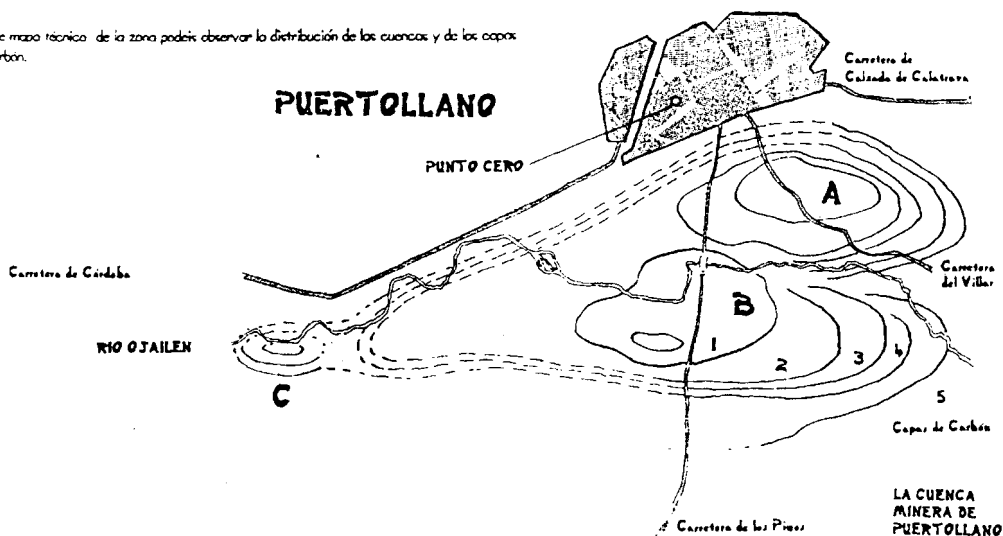 e mapa técnico de la zona podeis observar la distribución de las cuencas y de las capas
rbón.
PUERTOLLANO
Carretera de
Calzada de Calatrava
PUNTO CERO
A
Carretera de Córdoba
Carretera
del Villar
B
RIO OJAILEN
1
2
3
4
C
5
Capas de Carbón
LA CUENCA
MINERA DE
PUERTOLLANO
Carretera de los Pinos